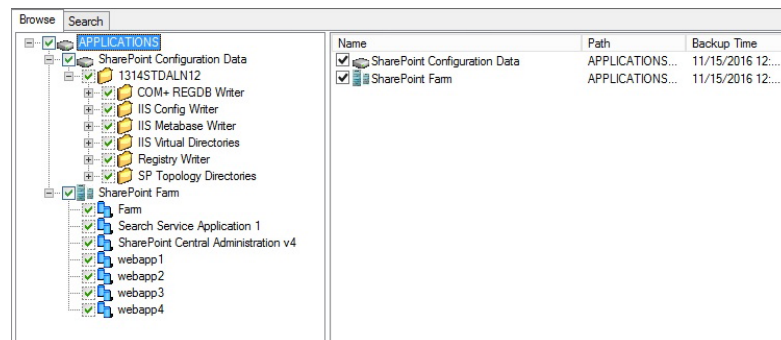 Browse Search
APPLICATIONS
SharePoint Configuration Data
1314STDALN12
COM+ REGDB Writer
IIS Config Writer
IIS Metabase Writer
IIS Virtual Directories
Registry Writer
SP Topology Directories
SharePoint Farm
Farm
Search Service Application 1
SharePoint Central Administration v4
webapp1
webapp2
webapp3
webapp4
Name Path Backup Time
SharePoint Configuration Data APPLICATIONS... 11/15/2016 12:...
SharePoint Farm APPLICATIONS... 11/15/2016 12:...